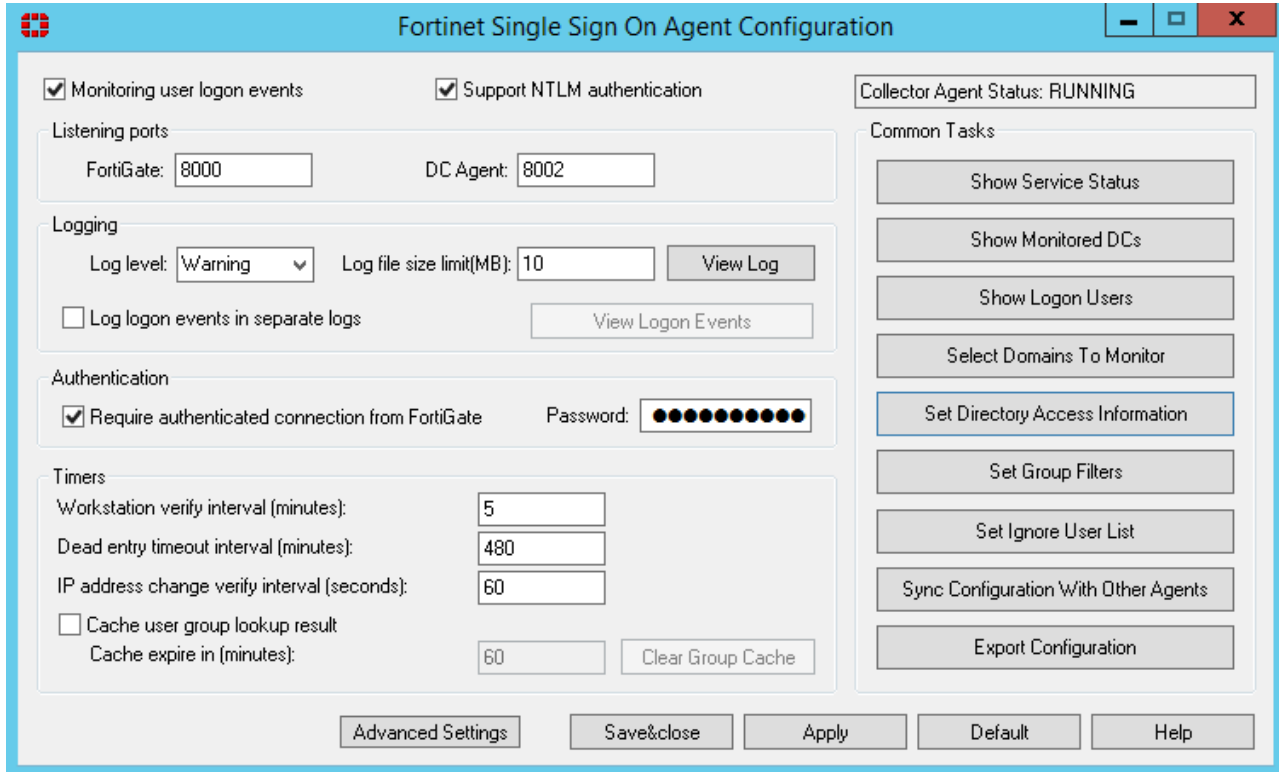 Fortinet Single Sign On Agent Configuration
Monitoring user logon events
Support NTLM authentication
Collector Agent Status: RUNNING
Listening ports
FortiGate: 8000
DC Agent: 8002
Logging
Log level: Warning
Log file size limit(MB): 10
View Log
Log logon events in separate logs
View Logon Events
Authentication
Require authenticated connection from FortiGate
Password: ●●●●●●●●●●
Timers
Workstation verify interval (minutes): 5
Dead entry timeout interval (minutes): 480
IP address change verify interval (seconds): 60
Cache user group lookup result
Cache expire in (minutes): 60
Clear Group Cache
Common Tasks
Show Service Status
Show Monitored DCs
Show Logon Users
Select Domains To Monitor
Set Directory Access Information
Set Group Filters
Set Ignore User List
Sync Configuration With Other Agents
Export Configuration
Advanced Settings
Save&close
Apply
Default
Help